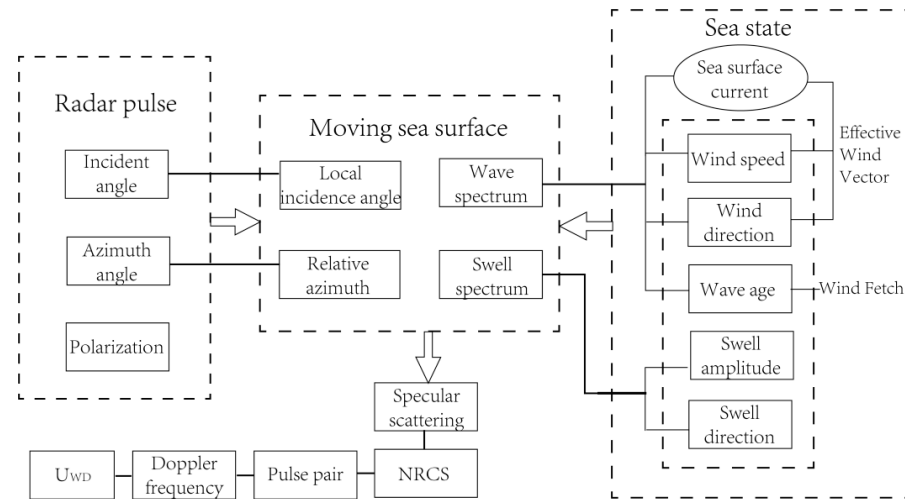 Sea state
Sea surface
current
Radar pulse
Moving sea surface
Effective
Wind
Vector
Incident
angle
Local
incidence angle
Wave
spectrum
Wind speed
Wind
direction
Azimuth
angle
Relative
azimuth
Swell
spectrum
Wave age
Wind Fetch
Polarization
Swell
amplitude
Specular
scattering
Swell
direction
UWD
Doppler
frequency
Pulse pair
NRCS